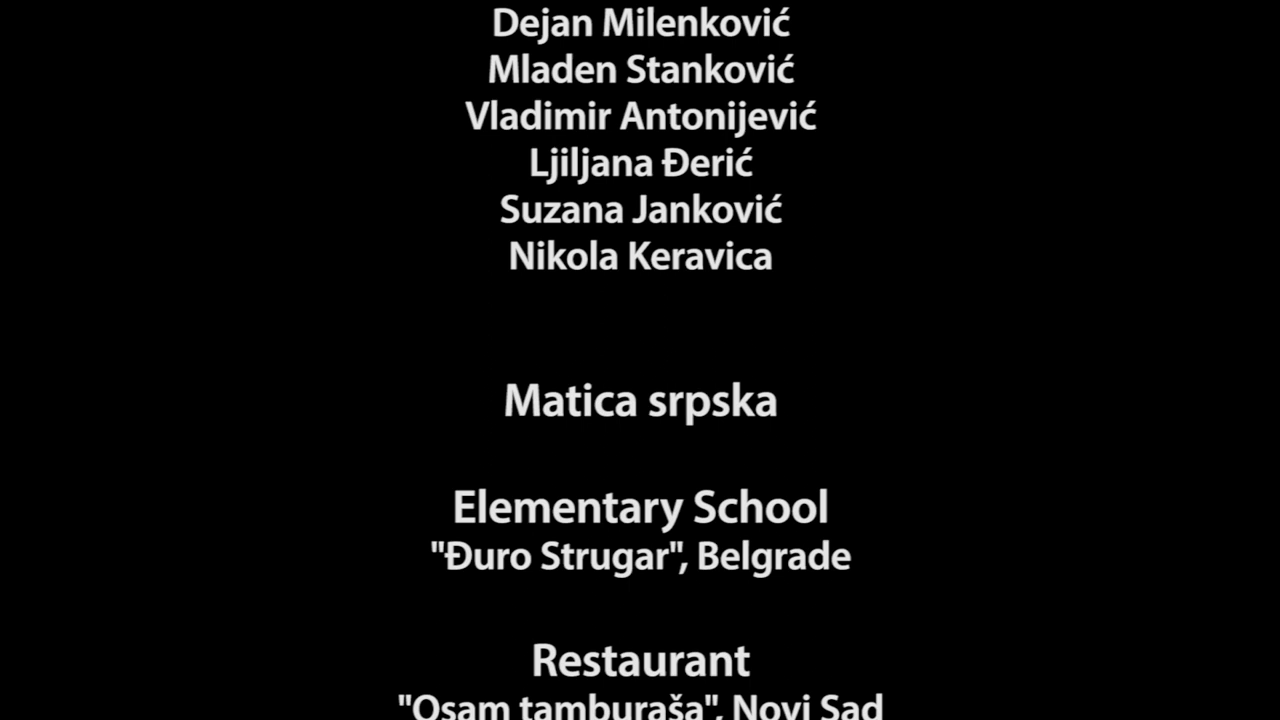 Dejan Milenković
Mladen Stanković
Vladimir Antonijević
Ljiljana Đerić
Suzana Janković
Nikola Keravica
Matica srpska
Elementary School
"Đuro Strugar", Belgrade
Restaurant
"Osam tamburaša", Novi Sad